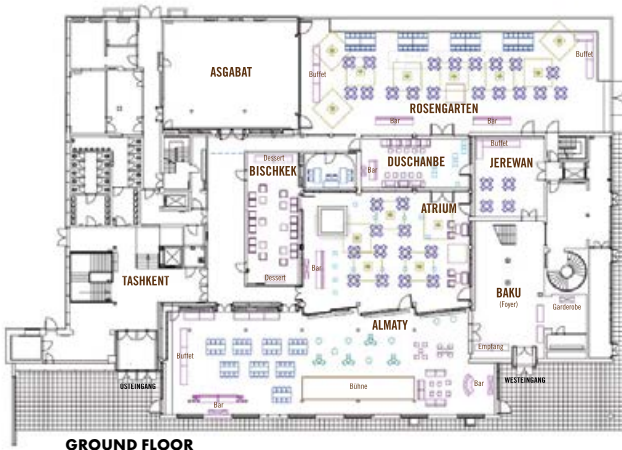 ASGABAT
Buffet
Buffet
ROSENGARTEN
Bar
Bar
Dessert
BISCHKEK
DUSCHANBE
Bar
Buffet
JEREWAN
ATRIUM
Bar
Dessert
TASHKENT
BAKU
(Foyer)
Garderobe
ALMATY
Empfang
Buffet
Bühne
Bar
Bar
OSTEINGANG
WESTEINGANG
GROUND FLOOR